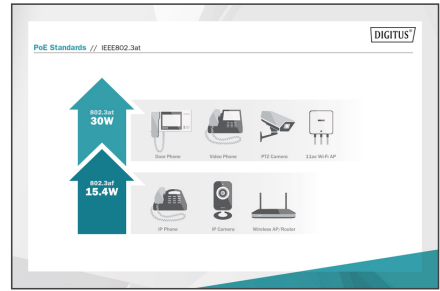 DIGITUS®
PoE Standards // IEEE802.3at
802.3at
30W
Door Phone Video Phone PTZ Camera 11ac Wi-Fi AP
802.3af
15.4W
IP Phone IP Camera Wireless AP/Router